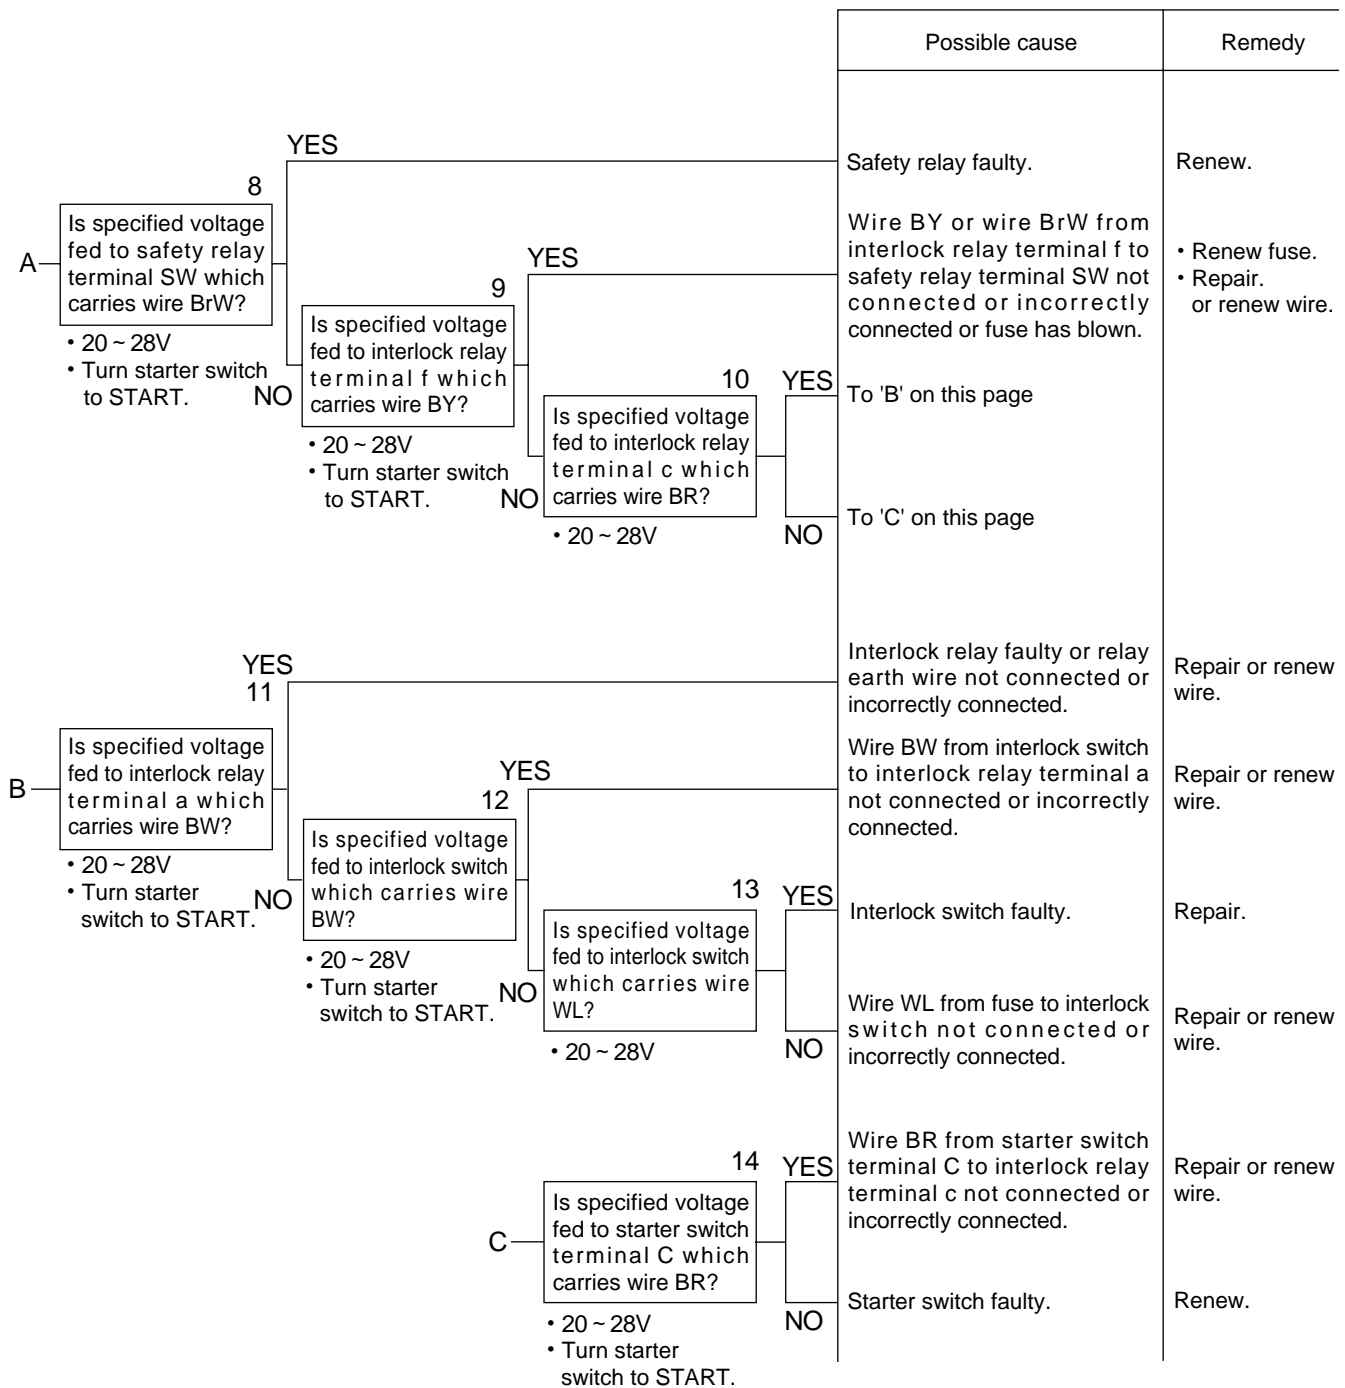 Possible cause
Remedy
YES
8
A
Is specified voltage
fed to safety relay
terminal SW which
carries wire BrW?
• 20 ~ 28V
• Turn starter switch
to START.
NO
Safety relay faulty.
Renew.
YES
9
Is specified voltage
fed to interlock relay
terminal f which
carries wire BY?
• 20 ~ 28V
• Turn starter switch
to START.
NO
Wire BY or wire BrW from
interlock relay terminal f to
safety relay terminal SW not
connected or incorrectly
connected or fuse has blown.
• Renew fuse.
• Repair.
or renew wire.
10
YES
Is specified voltage
fed to interlock relay
terminal c which
carries wire BR?
• 20 ~ 28V
To 'B' on this page
NO
To 'C' on this page
YES
11
B
Is specified voltage
fed to interlock relay
terminal a which
carries wire BW?
• 20 ~ 28V
• Turn starter
switch to START.
NO
Interlock relay faulty or relay
earth wire not connected or
incorrectly connected.
Repair or renew
wire.
YES
12
Is specified voltage
fed to interlock switch
which carries wire
BW?
• 20 ~ 28V
• Turn starter
switch to START.
NO
Wire BW from interlock switch
to interlock relay terminal a
not connected or incorrectly
connected.
Repair or renew
wire.
13
YES
Is specified voltage
fed to interlock switch
which carries wire
WL?
• 20 ~ 28V
Interlock switch faulty.
Repair.
NO
Wire WL from fuse to interlock
switch not connected or
incorrectly connected.
Repair or renew
wire.
14
YES
C
Is specified voltage
fed to starter switch
terminal C which
carries wire BR?
• 20 ~ 28V
• Turn starter
switch to START.
Wire BR from starter switch
terminal C to interlock relay
terminal c not connected or
incorrectly connected.
Repair or renew
wire.
NO
Starter switch faulty.
Renew.